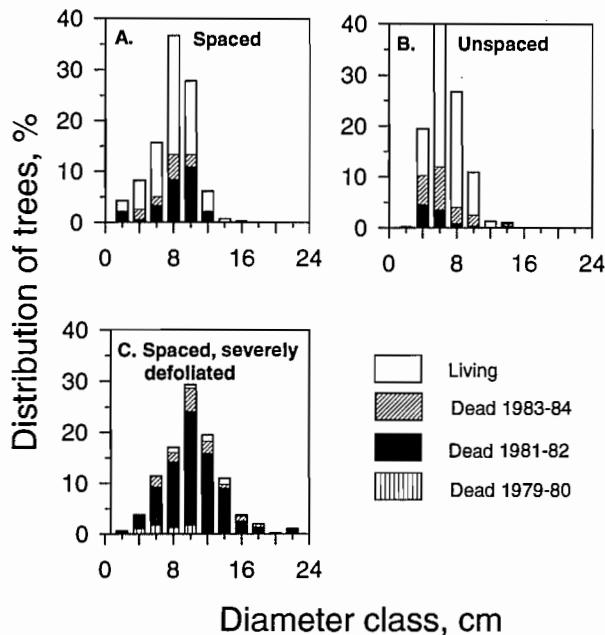 A. Spaced
40
30
20
10
0
0 8 16 24
B. Unspaced
40
30
20
10
0
0 8 16 24
Distribution of trees, %
C. Spaced, severely
defoliated
40
30
20
10
0
0 8 16 24
Living
Dead 1983-84
Dead 1981-82
Dead 1979-80
Diameter class, cm